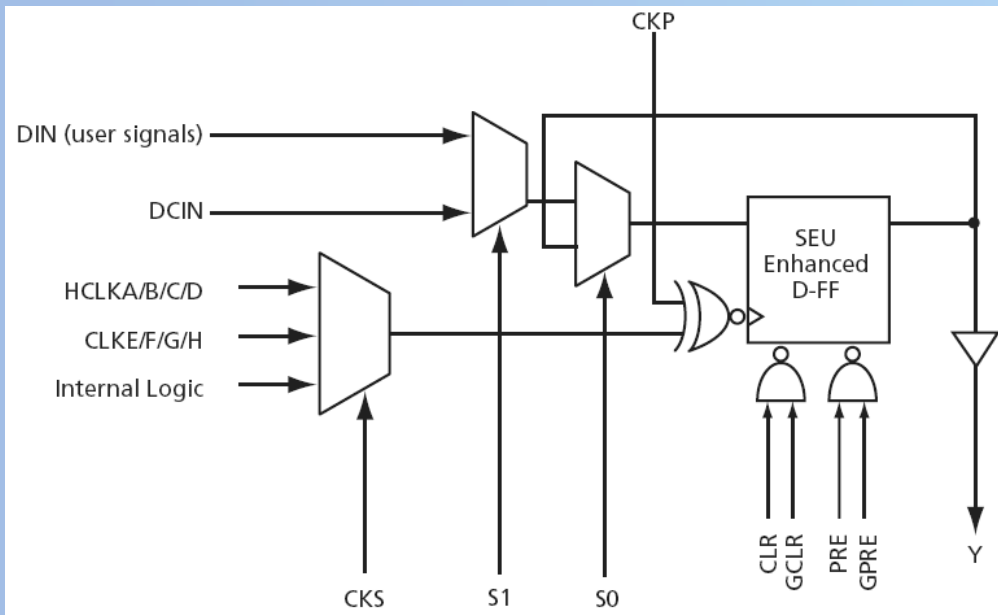 CKP
DIN (user signals)
DCIN
SEU
Enhanced
D-FF
HCLKA/B/C/D
CLKE/F/G/H
Internal Logic
CLR
GCLR
PRE
GPRE
Y
CKS
S1
S0